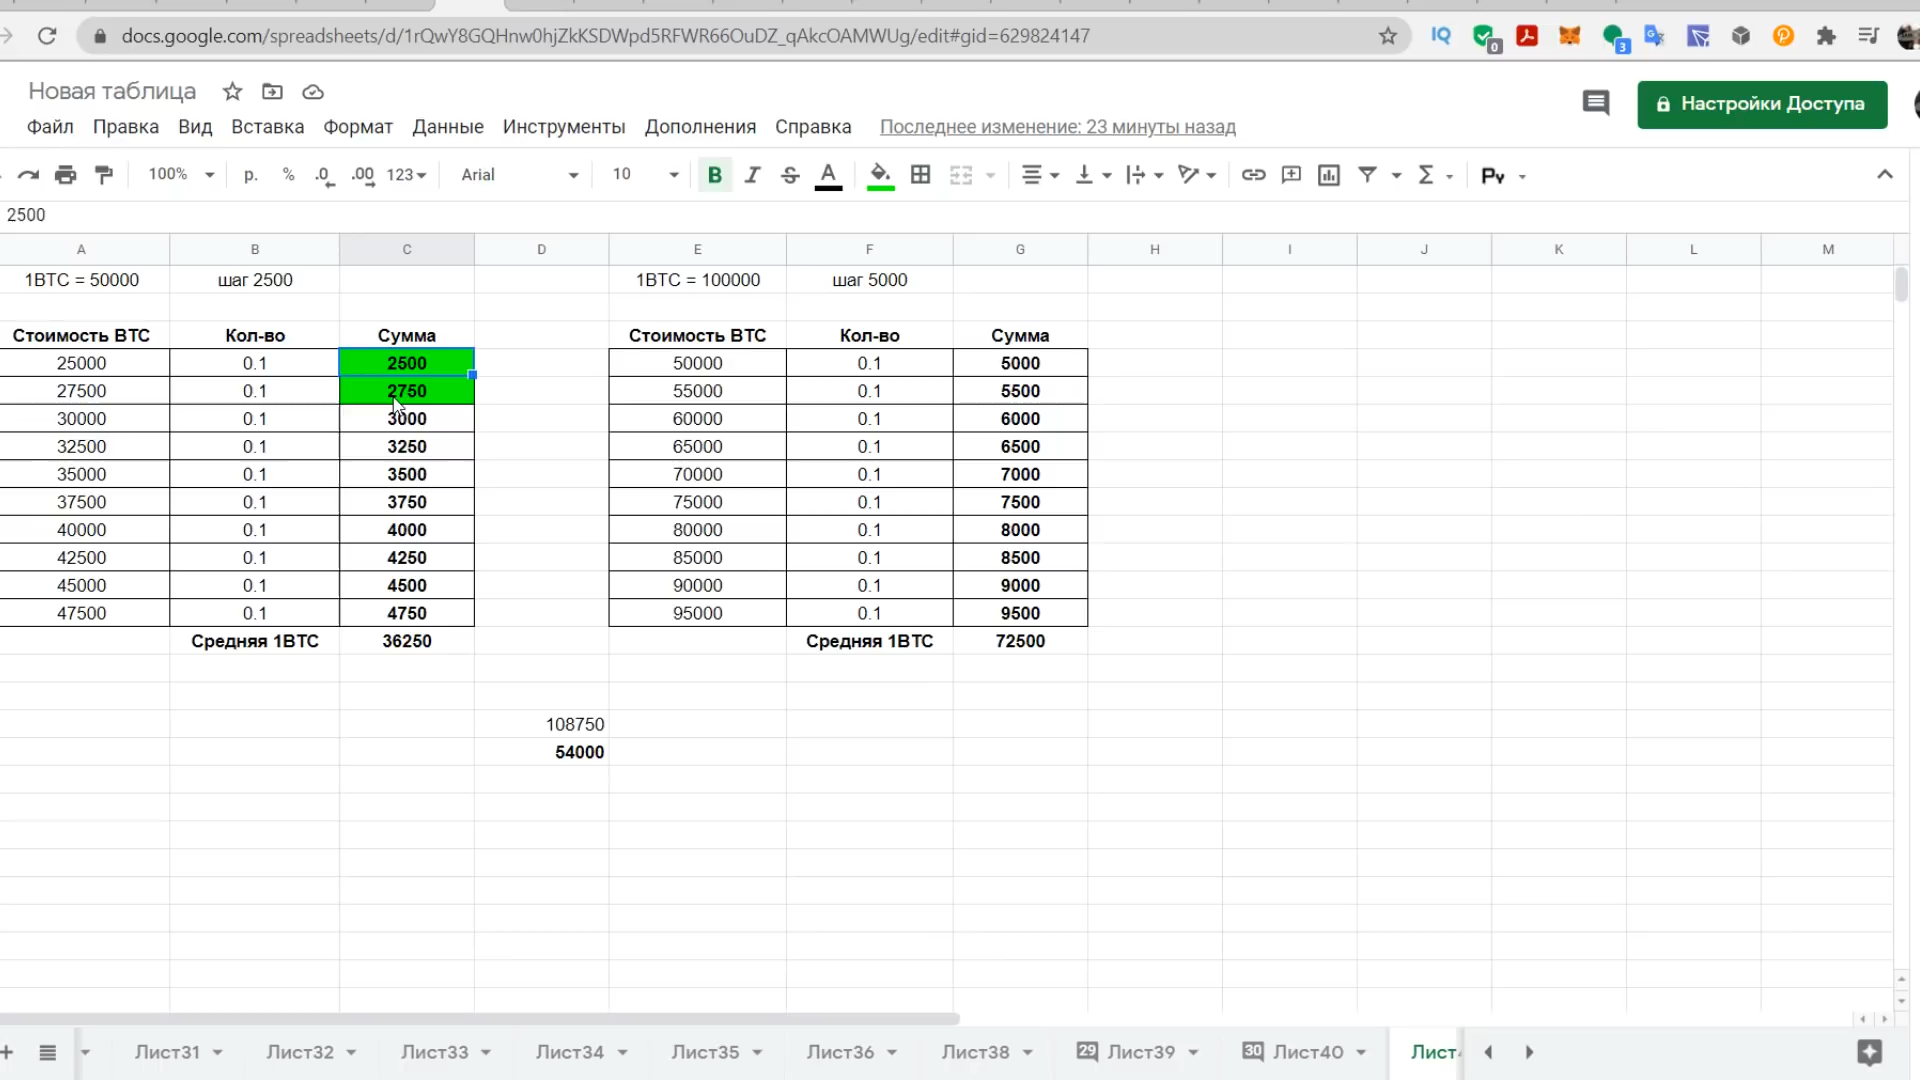 docs.google.com/spreadsheets/d/1rQwY8GQHnw0hjZkKSDWpd5RFWR66OuDZ_qAkcOAMWUg/edit#gid=629824147
0
3
Новая таблица
Настройки Доступа
Файл Правка Вид Вставка Формат Данные Инструменты Дополнения Справка Последнее изменение: 23 минуты назад
100% р. % .0 .00 123 Arial 10 B I S A Σ Py
2500
A B C D E F G H I J K L M
1BTC = 50000 шаг 2500 1BTC = 100000 шаг 5000
Стоимость BTC Кол-во Сумма Стоимость BTC Кол-во Сумма
25000 0.1 2500 50000 0.1 5000
27500 0.1 2750 55000 0.1 5500
30000 0.1 3000 60000 0.1 6000
32500 0.1 3250 65000 0.1 6500
35000 0.1 3500 70000 0.1 7000
37500 0.1 3750 75000 0.1 7500
40000 0.1 4000 80000 0.1 8000
42500 0.1 4250 85000 0.1 8500
45000 0.1 4500 90000 0.1 9000
47500 0.1 4750 95000 0.1 9500
Средняя 1BTC 36250 Средняя 1BTC 72500
108750
54000
Лист31 Лист32 Лист33 Лист34 Лист35 Лист36 Лист38 29 Лист39 30 Лист40 Лист